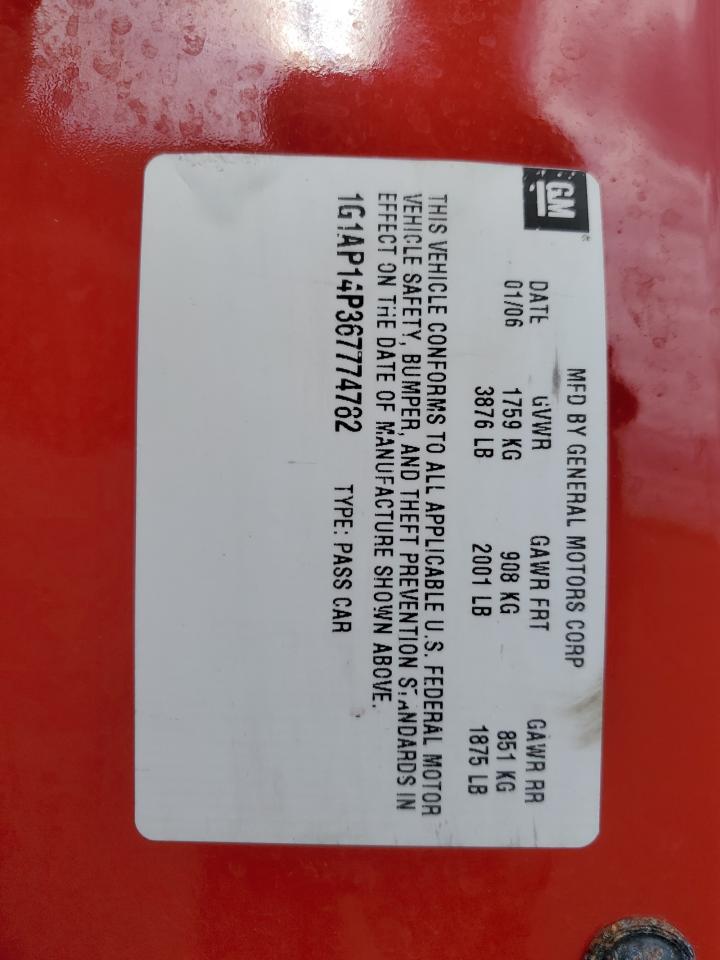 GM
MFD BY GENERAL MOTORS CORP
DATE GVWR GAWR FRT GAWR RR
01/06 1759 KG 908 KG 851 KG
3876 LB 2001 LB 1875 LB
THIS VEHICLE CONFORMS TO ALL APPLICABLE U.S. FEDERAL MOTOR
VEHICLE SAFETY, BUMPER, AND THEFT PREVENTION STANDARDS IN
EFFECT ON THE DATE OF MANUFACTURE SHOWN ABOVE.
1G1AP14P367774762 TYPE: PASS CAR